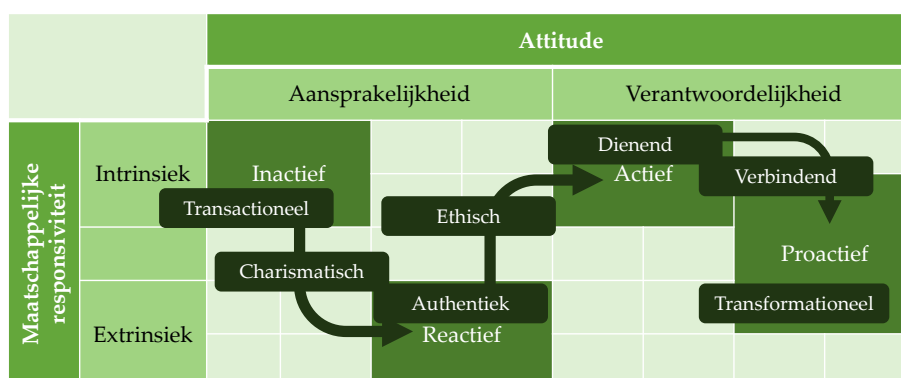 Attitude
Aansprakelijkheid
Verantwoordelijkheid
Maatschappelijke
responsiviteit
Intrinsiek
Extrinsiek
Inactief
Transactioneel
Charismatisch
Authentiek
Reactief
Ethisch
Dienend
Actief
Verbindend
Proactief
Transformationeel